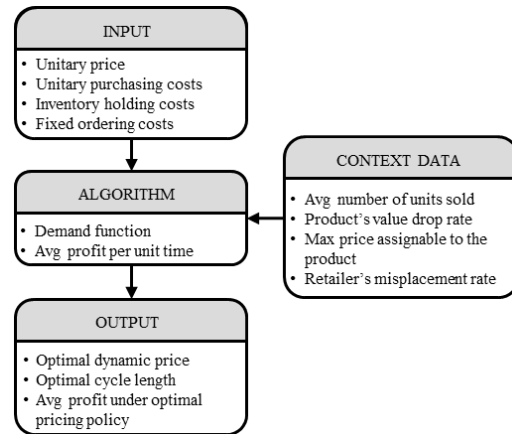 INPUT
• Unitary price
• Unitary purchasing costs
• Inventory holding costs
• Fixed ordering costs
ALGORITHM
• Demand function
• Avg profit per unit time
CONTEXT DATA
• Avg number of units sold
• Product's value drop rate
• Max price assignable to the
product
• Retailer's misplacement rate
OUTPUT
• Optimal dynamic price
• Optimal cycle length
• Avg profit under optimal
pricing policy